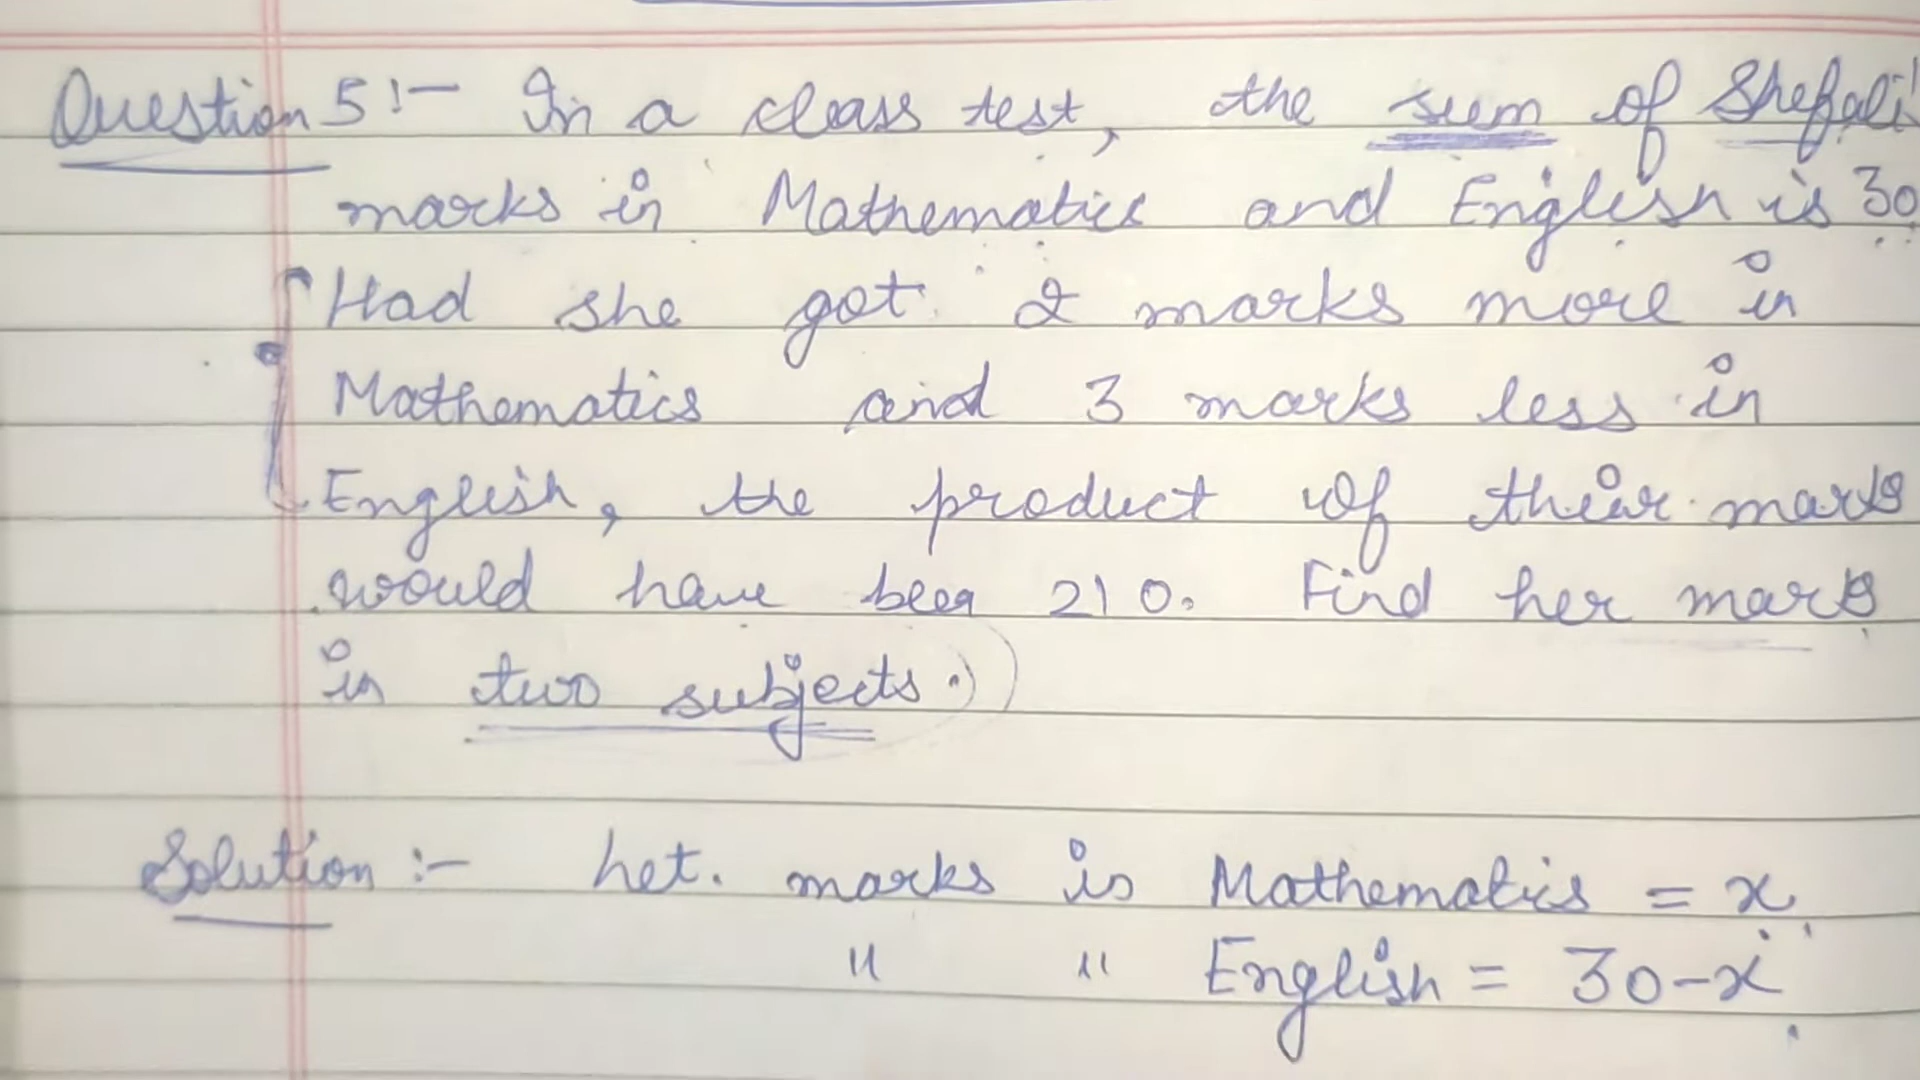 Question 5:- In a class test, the sum of Shefali
marks in Mathematics and English is 30
Had she got 2 marks more in
Mathematics and 3 marks less in
English, the product of their marks
would have been 210. Find her marks
in two subjects.
Solution :- Let. marks in Mathematics = x
" " English = 30-x